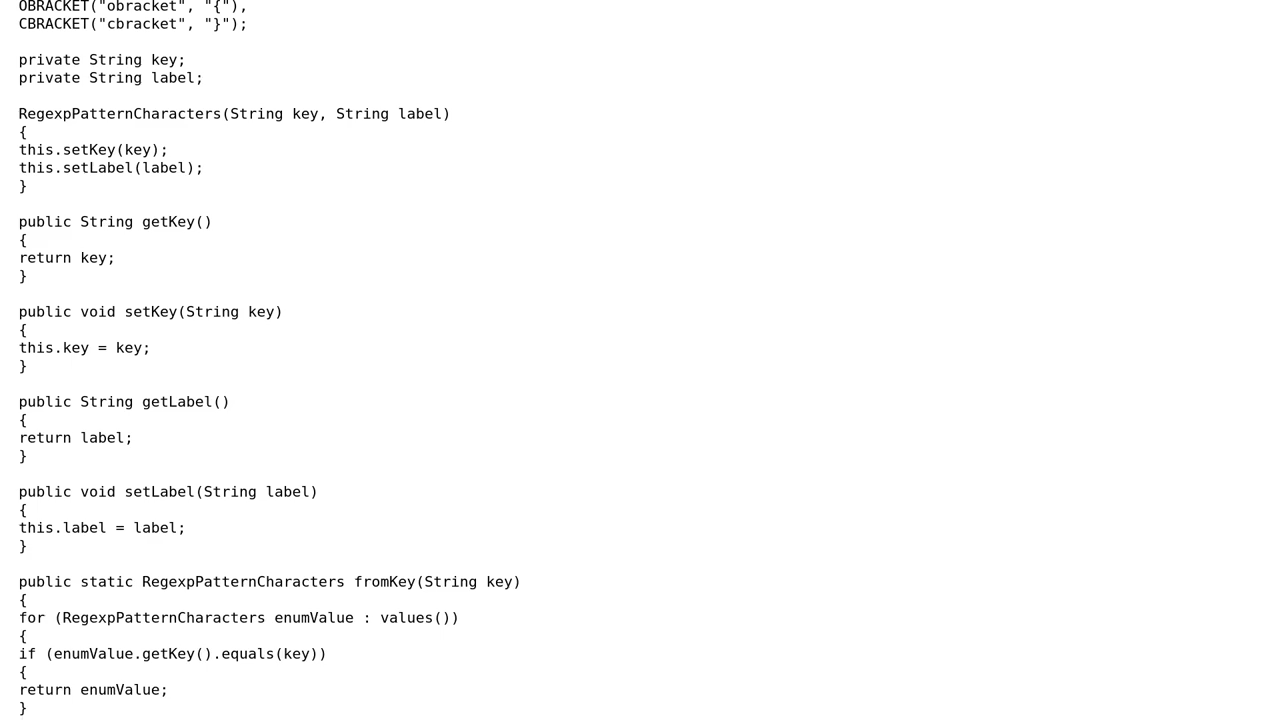 OBRACKET("obracket", "{"),
CBRACKET("cbracket", "}");

private String key;
private String label;

RegexpPatternCharacters(String key, String label)
{
this.setKey(key);
this.setLabel(label);
}

public String getKey()
{
return key;
}

public void setKey(String key)
{
this.key = key;
}

public String getLabel()
{
return label;
}

public void setLabel(String label)
{
this.label = label;
}

public static RegexpPatternCharacters fromKey(String key)
{
for (RegexpPatternCharacters enumValue : values())
{
if (enumValue.getKey().equals(key))
{
return enumValue;
}